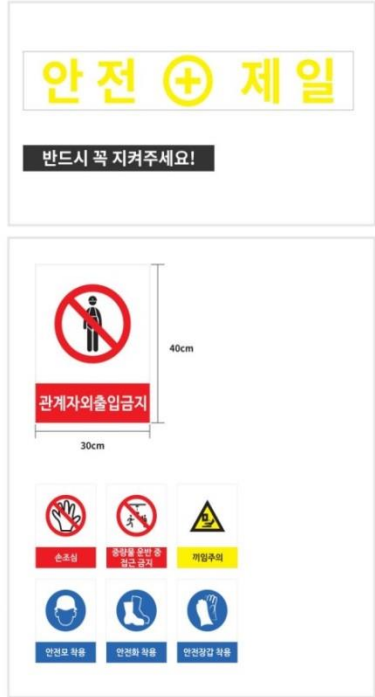 안전 제일
반드시 꼭 지켜주세요!
관계자외출입금지
40cm
30cm
손조심
중량물 운반 중
접근 금지
끼임주의
안전모 착용
안전화 착용
안전장갑 착용